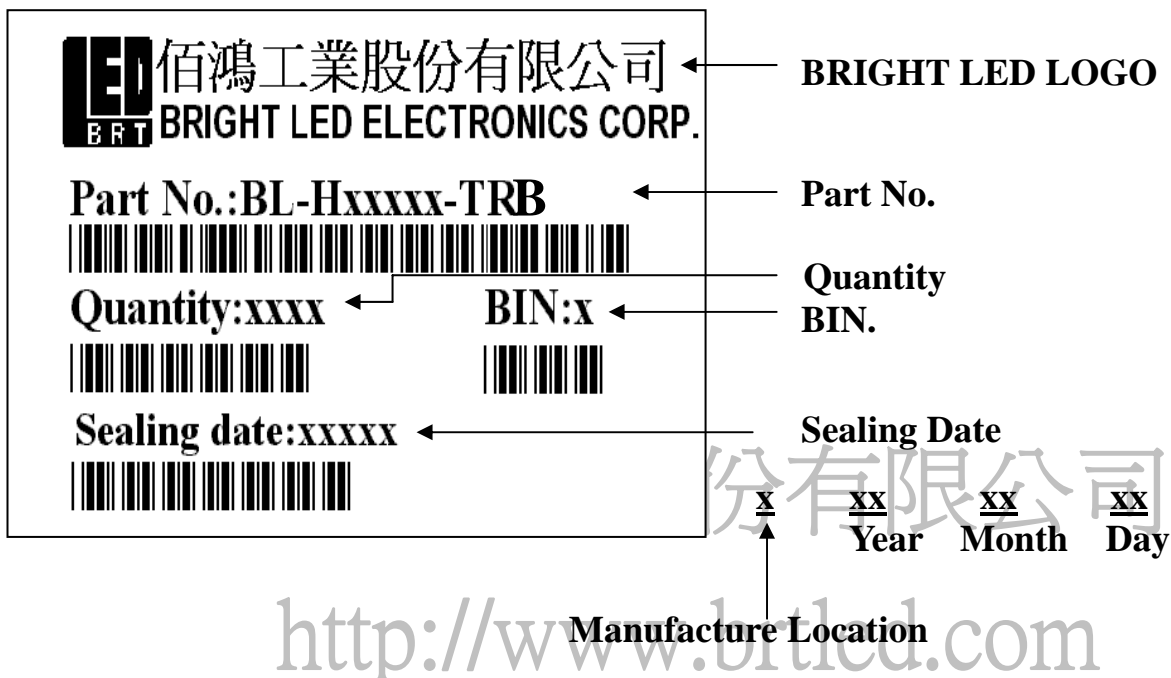 LED 佰鴻工業股份有限公司 BRIGHT LED LOGO
BRT BRIGHT LED ELECTRONICS CORP.
Part No.:BL-Hxxxxx-TRB Part No.
Quantity
Quantity:xxxx BIN:x BIN.
Sealing date:xxxxx Sealing Date
份有限公司
x xx xx xx
Year Month Day
Manufacture Location
http://www.brtled.com